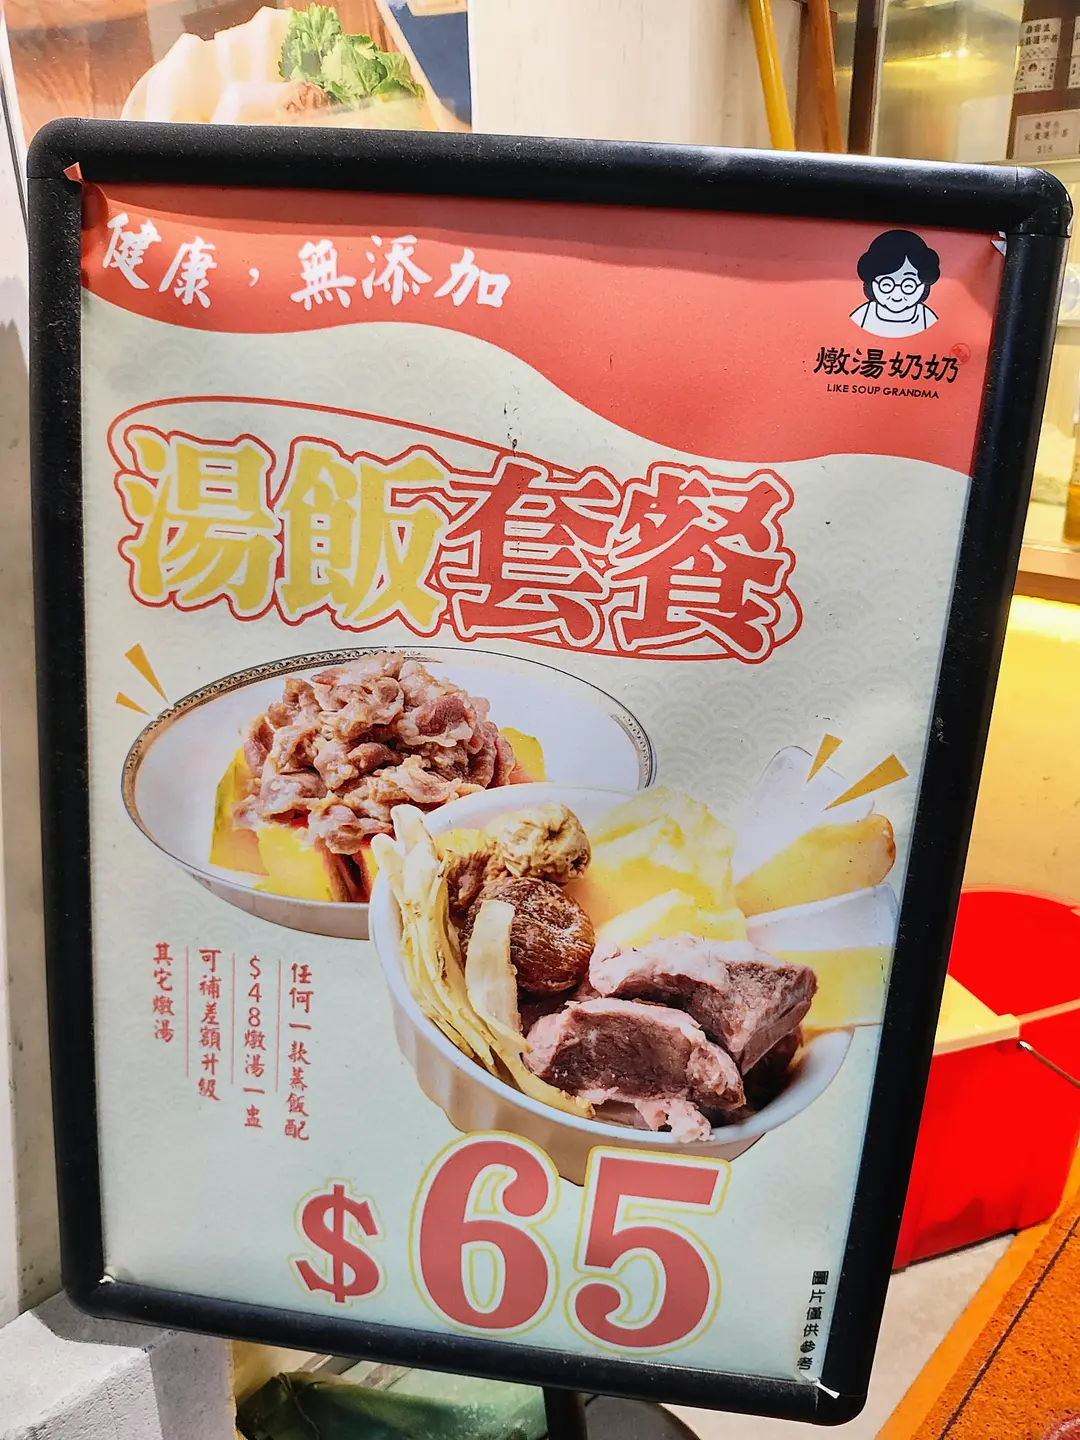 健康，無添加
燉湯奶奶
LIKE SOUP GRANDMA
湯飯套餐
任何一款蒸飯配
$48燉湯一盅
可補差額升級
其它燉湯
$65
圖片僅供參考